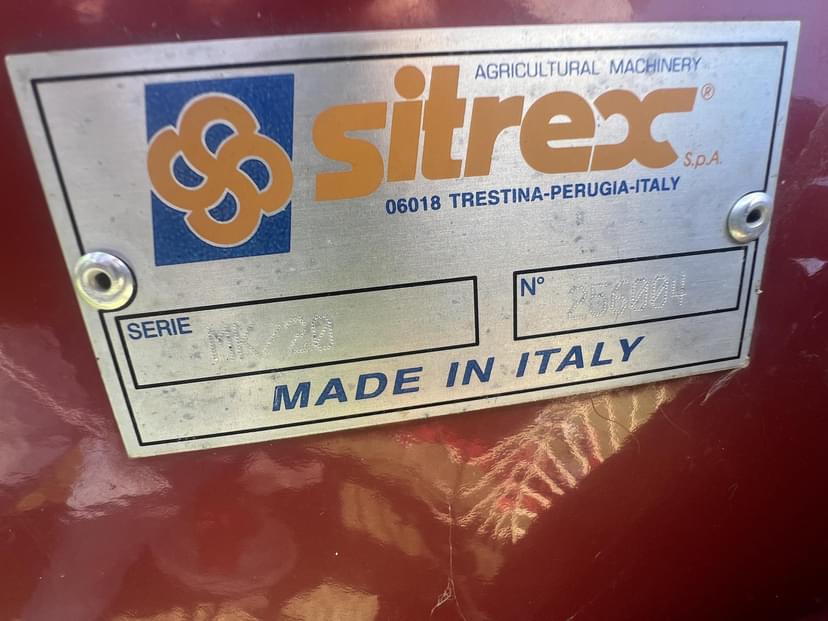 AGRICULTURAL MACHINERY
sitrex®
S.p.A.
06018 TRESTINA-PERUGIA-ITALY
SERIE MK/20
N° 256004
MADE IN ITALY